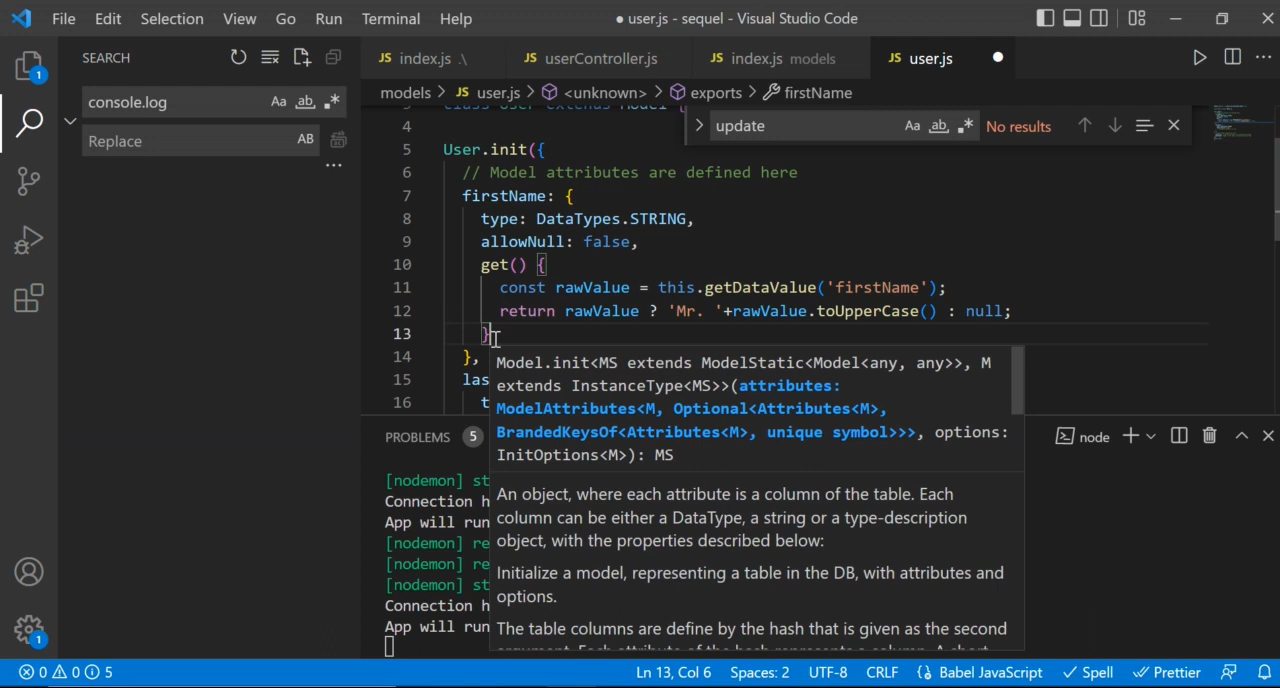 File Edit Selection View Go Run Terminal Help
● user.js - sequel - Visual Studio Code
SEARCH
JS index.js .\
JS userController.js
JS index.js models
JS user.js ●
1
console.log Aa ab .*
Replace AB
...
models > JS user.js > <unknown> > exports > firstName
> update Aa ab .* No results
4
5 User.init({
6 // Model attributes are defined here
7 firstName: {
8 type: DataTypes.STRING,
9 allowNull: false,
10 get() {
11 const rawValue = this.getDataValue('firstName');
12 return rawValue ? 'Mr. '+rawValue.toUpperCase() : null;
13 }
14 },
15 las
16 t
Model.init<MS extends ModelStatic<Model<any, any>>, M
extends InstanceType<MS>>(attributes:
ModelAttributes<M, Optional<Attributes<M>,
BrandedKeysOf<Attributes<M>, unique symbol>>>, options:
InitOptions<M>): MS
An object, where each attribute is a column of the table. Each
column can be either a DataType, a string or a type-description
object, with the properties described below:
Initialize a model, representing a table in the DB, with attributes and
options.
The table columns are define by the hash that is given as the second
PROBLEMS 5
node
[nodemon] st
Connection h
App will run
[nodemon] re
[nodemon] re
[nodemon] st
Connection h
App will run
1
0 0 5
Ln 13, Col 6 Spaces: 2 UTF-8 CRLF {} Babel JavaScript Spell Prettier